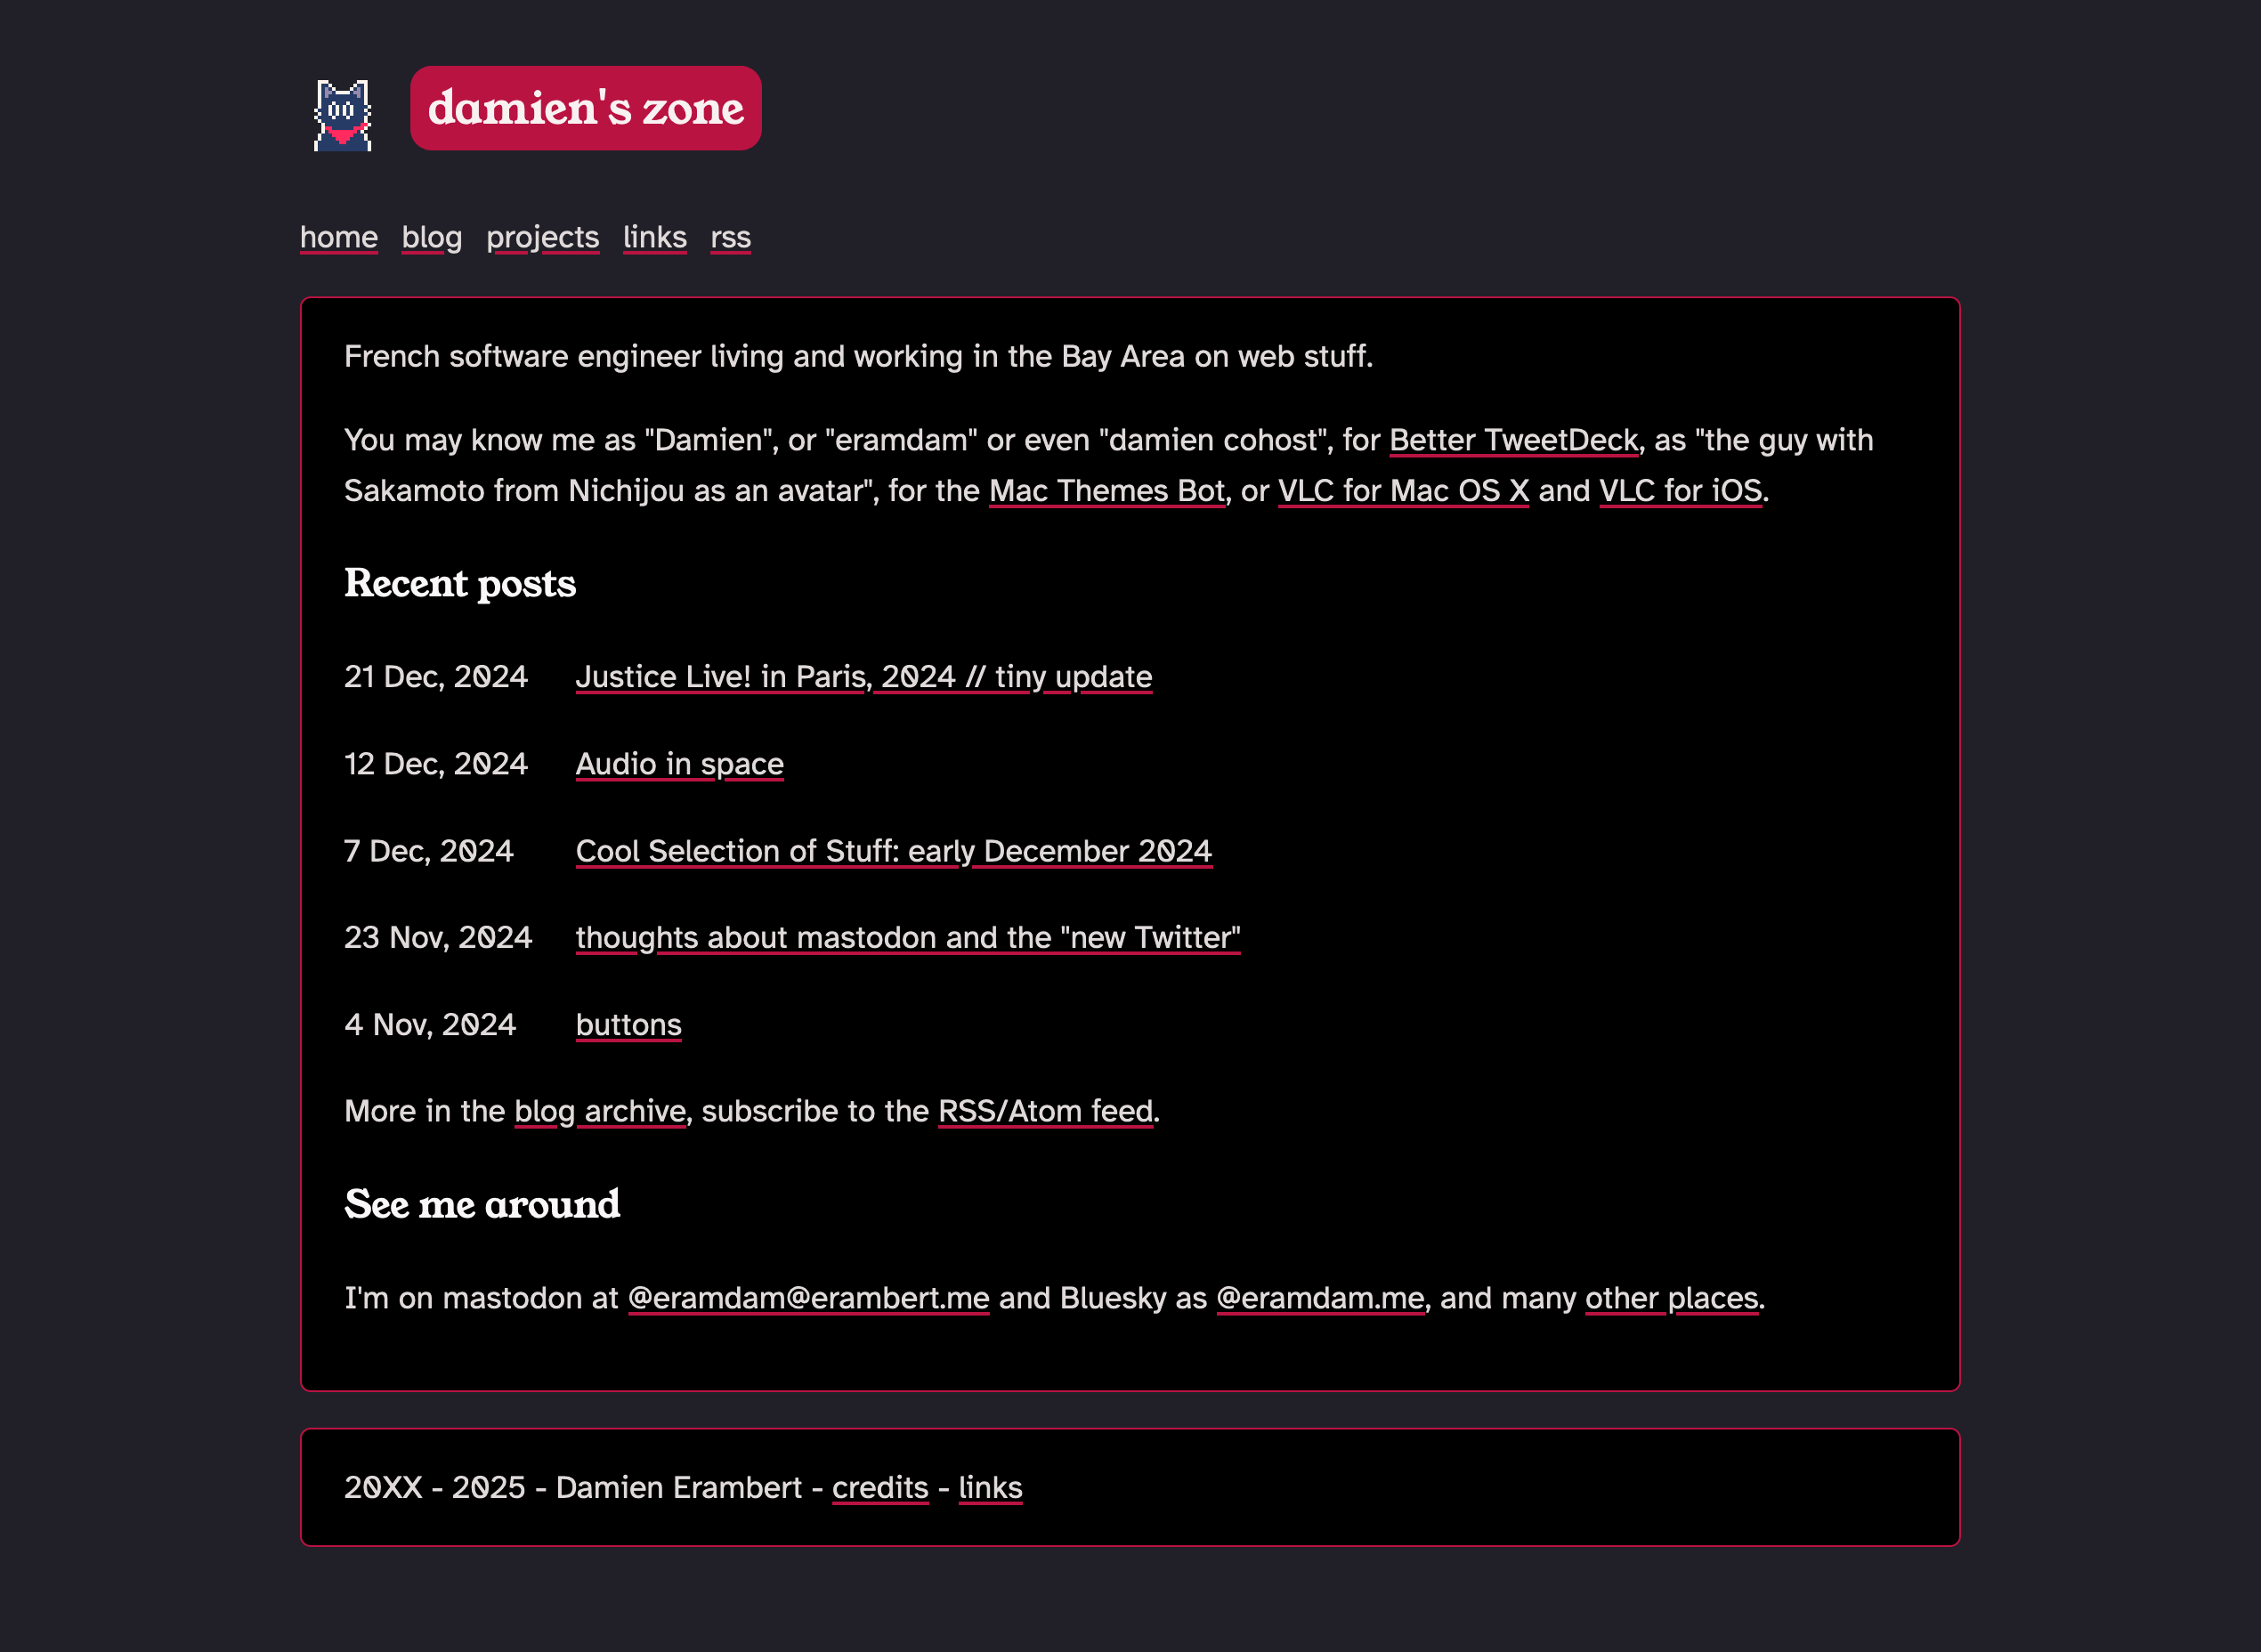 damien's zone
home blog projects links rss
French software engineer living and working in the Bay Area on web stuff.
You may know me as "Damien", or "eramdam" or even "damien cohost", for Better TweetDeck, as "the guy with
Sakamoto from Nichijou as an avatar", for the Mac Themes Bot, or VLC for Mac OS X and VLC for iOS.
Recent posts
21 Dec, 2024 Justice Live! in Paris, 2024 // tiny update
12 Dec, 2024 Audio in space
7 Dec, 2024 Cool Selection of Stuff: early December 2024
23 Nov, 2024 thoughts about mastodon and the "new Twitter"
4 Nov, 2024 buttons
More in the blog archive, subscribe to the RSS/Atom feed.
See me around
I'm on mastodon at @eramdam@erambert.me and Bluesky as @eramdam.me, and many other places.
20XX - 2025 - Damien Erambert - credits - links